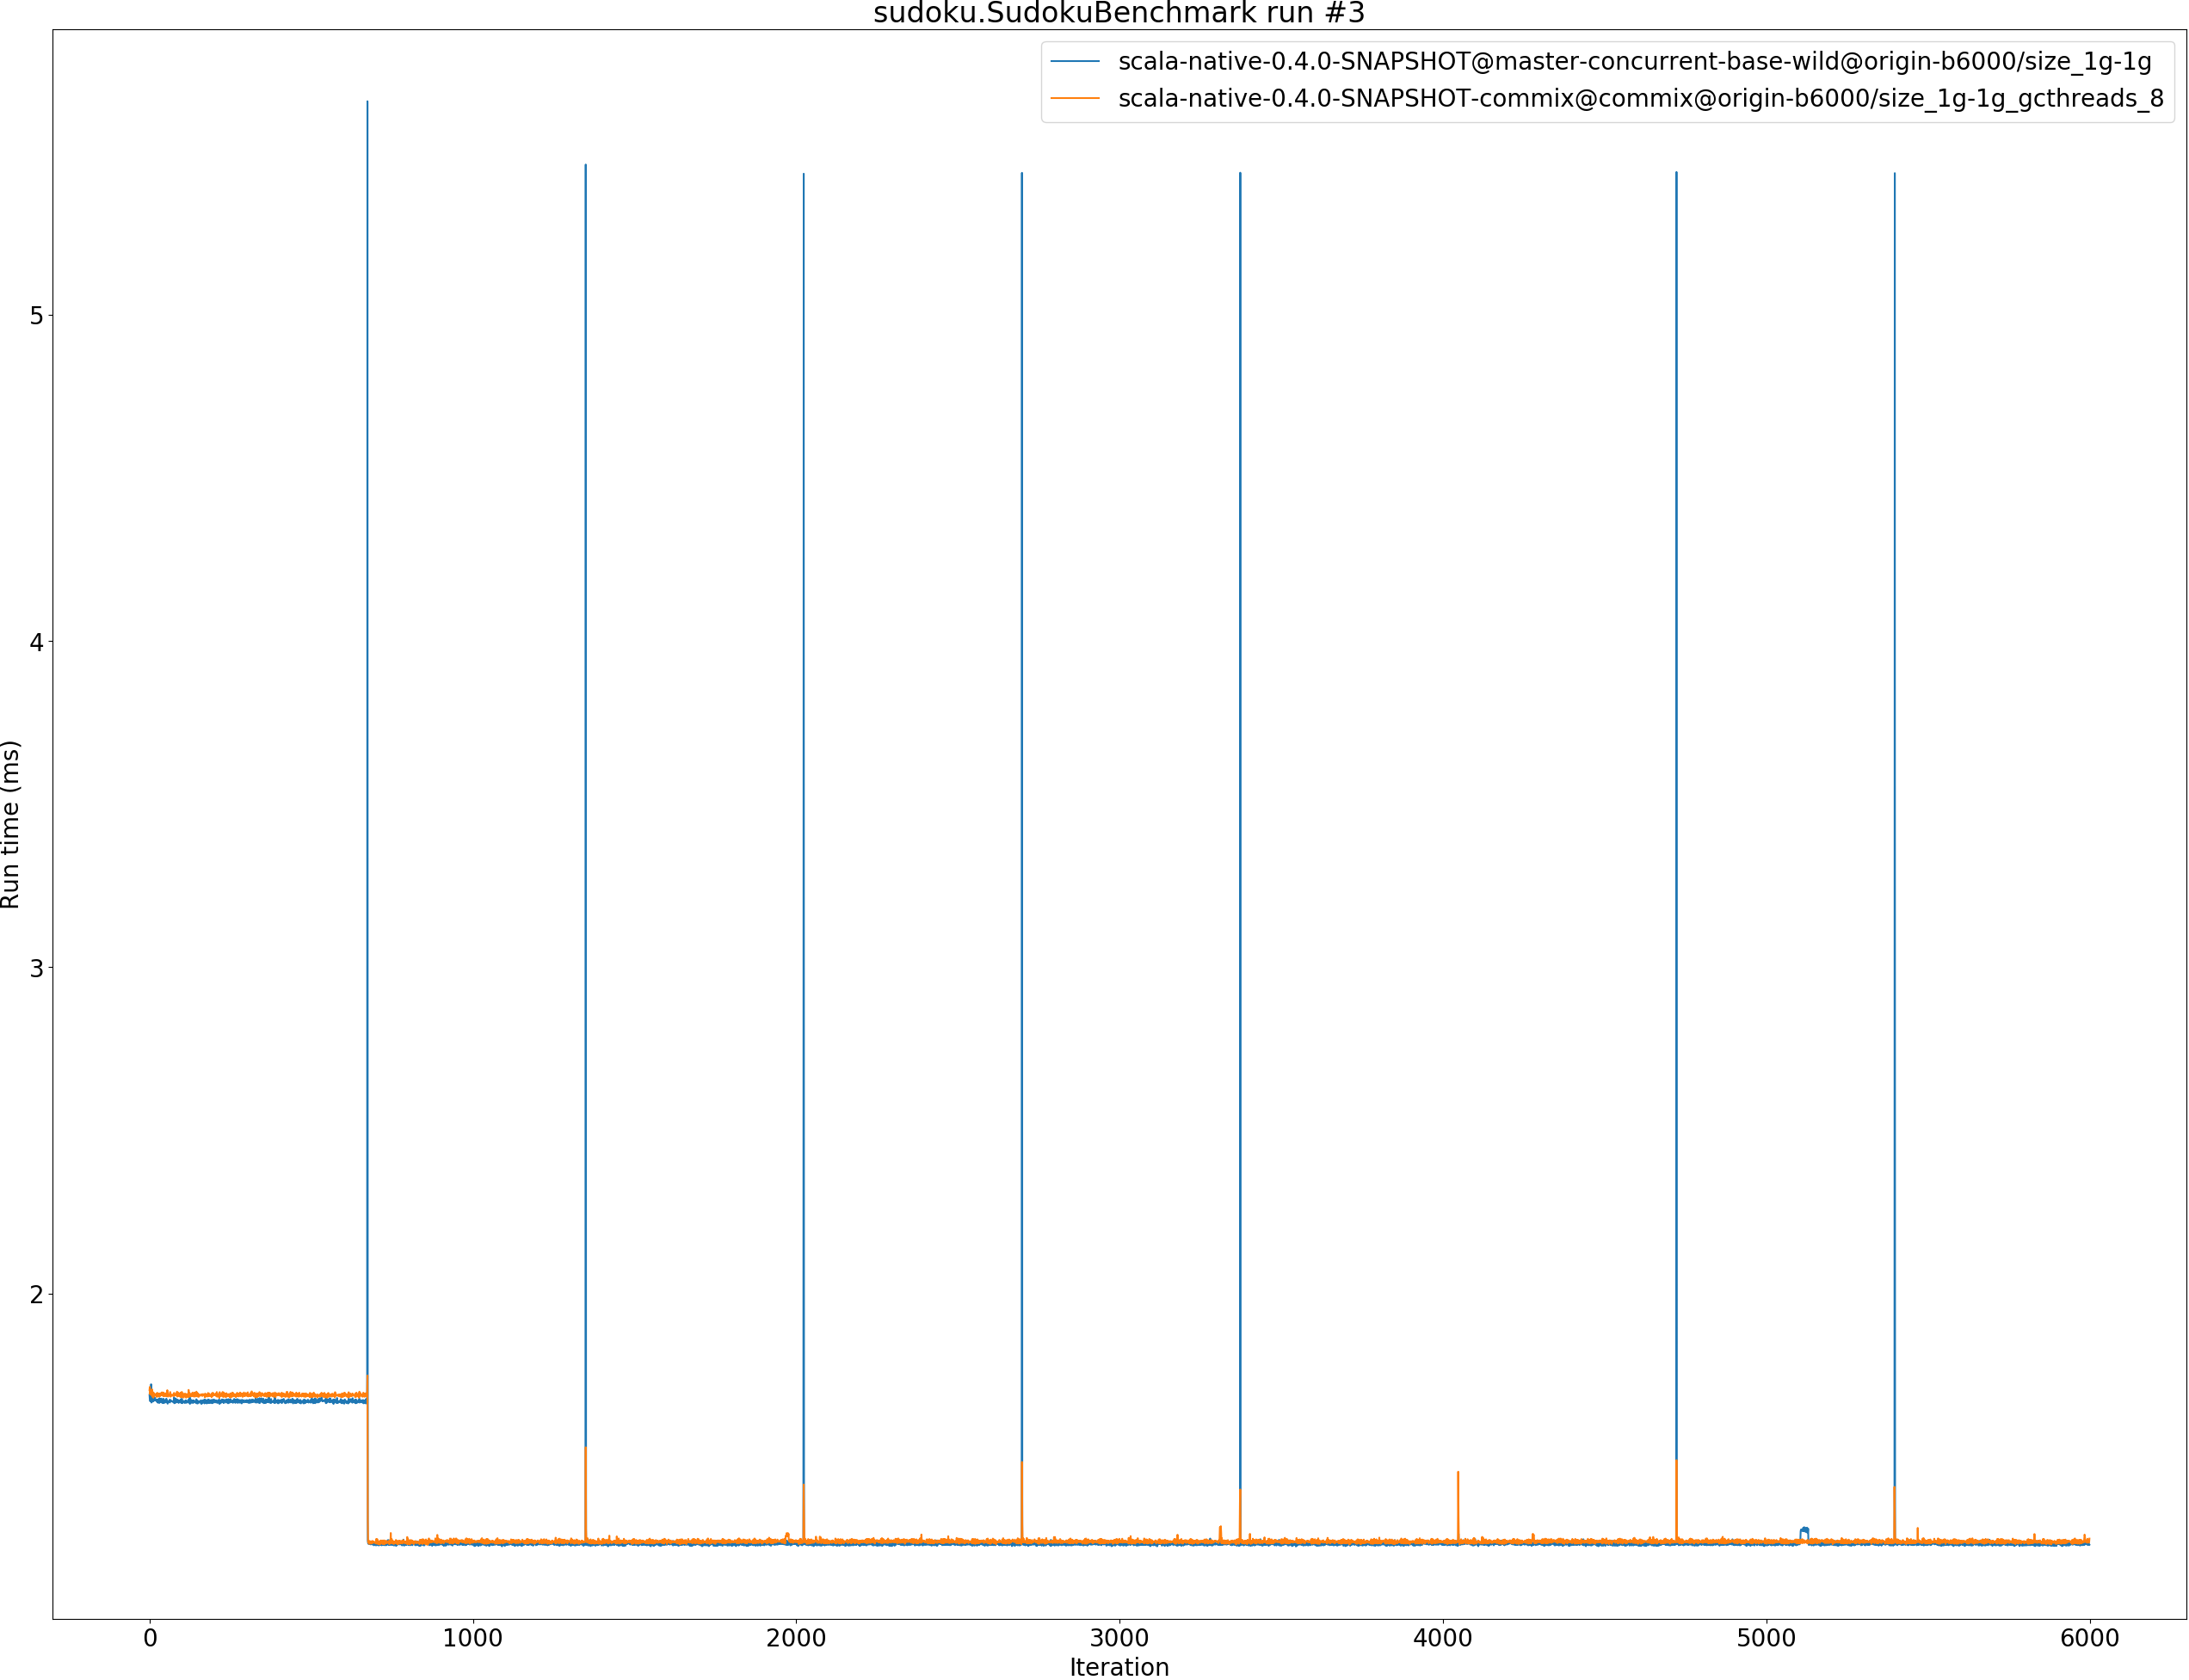 sudoku.SudokuBenchmark run #3
scala-native-0.4.0-SNAPSHOT@master-concurrent-base-wild@origin-b6000/size_1g-1g
scala-native-0.4.0-SNAPSHOT-commix@commix@origin-b6000/size_1g-1g_gcthreads_8
Run time (ms)
5
4
3
2
0 1000 2000 3000 4000 5000 6000
Iteration